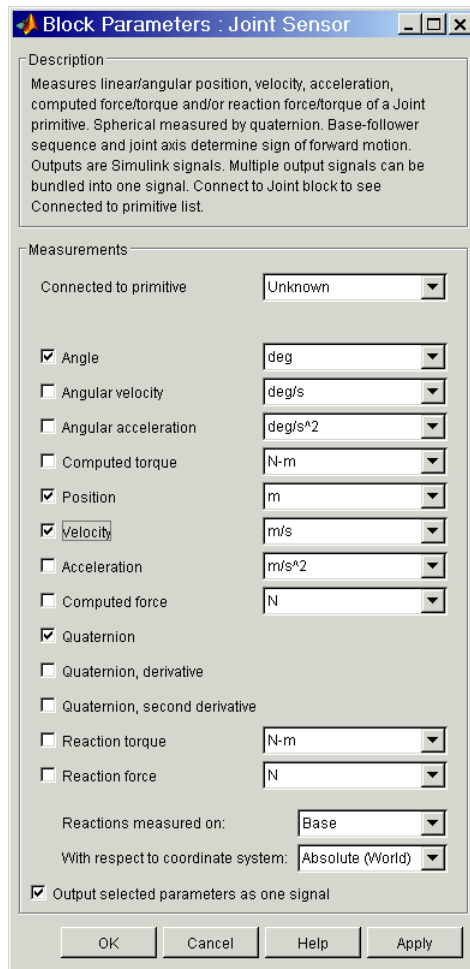 Block Parameters : Joint Sensor
Description
Measures linear/angular position, velocity, acceleration,
computed force/torque and/or reaction force/torque of a Joint
primitive. Spherical measured by quaternion. Base-follower
sequence and joint axis determine sign of forward motion.
Outputs are Simulink signals. Multiple output signals can be
bundled into one signal. Connect to Joint block to see
Connected to primitive list.
Measurements
Connected to primitive Unknown
Angle deg
Angular velocity deg/s
Angular acceleration deg/s^2
Computed torque N-m
Position m
Velocity m/s
Acceleration m/s^2
Computed force N
Quaternion
Quaternion, derivative
Quaternion, second derivative
Reaction torque N-m
Reaction force N
Reactions measured on: Base
With respect to coordinate system: Absolute (World)
Output selected parameters as one signal
OK Cancel Help Apply